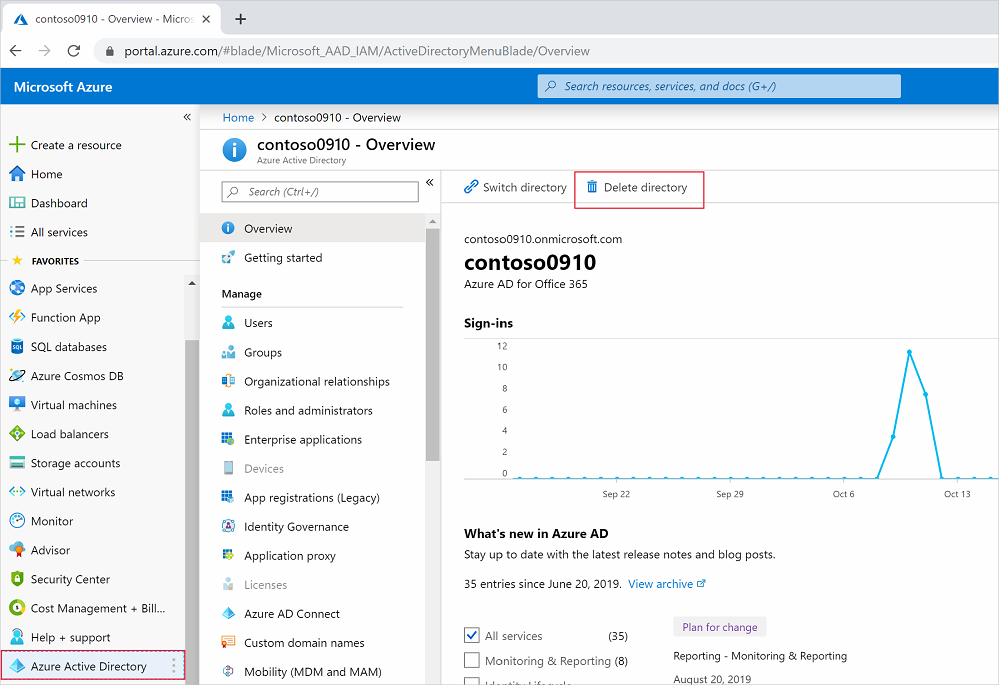 contoso0910 - Overview - Micros
portal.azure.com/#blade/Microsoft_AAD_IAM/ActiveDirectoryMenuBlade/Overview
Microsoft Azure
Search resources, services, and docs (G+/)
Create a resource
Home
Dashboard
All services
FAVORITES
App Services
Function App
SQL databases
Azure Cosmos DB
Virtual machines
Load balancers
Storage accounts
Virtual networks
Monitor
Advisor
Security Center
Cost Management + Bill...
Help + support
Azure Active Directory
Home > contoso0910 - Overview
contoso0910 - Overview
Azure Active Directory
Search (Ctrl+/)
Overview
Getting started
Manage
Users
Groups
Organizational relationships
Roles and administrators
Enterprise applications
Devices
App registrations (Legacy)
Identity Governance
Application proxy
Licenses
Azure AD Connect
Custom domain names
Mobility (MDM and MAM)
Switch directory
Delete directory
contoso0910.onmicrosoft.com
contoso0910
Azure AD for Office 365
Sign-ins
12
10
8
6
4
2
0
Sep 22 Sep 29 Oct 6 Oct 13
What's new in Azure AD
Stay up to date with the latest release notes and blog posts.
35 entries since June 20, 2019. View archive
All services (35)
Monitoring & Reporting (8)
Identity Lifecycle
Plan for change
Reporting - Monitoring & Reporting
August 20, 2019